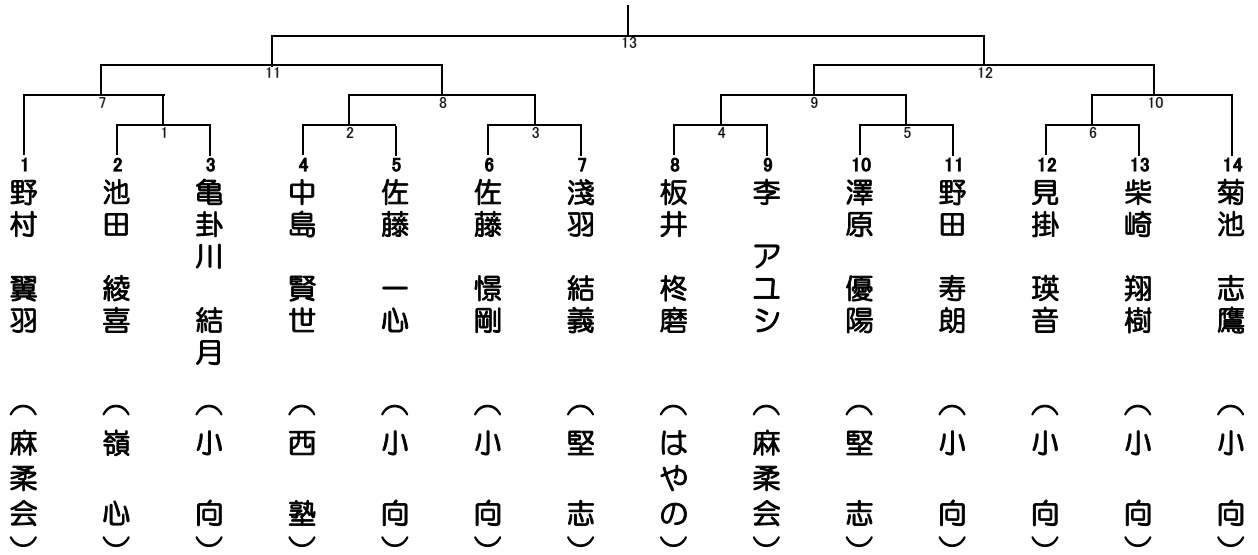 13
11
12
7
8
9
10
1
2
3
4
5
6
1 野村 翼羽 (麻柔会)
2 池田 綾喜 (嶺心)
3 亀卦川 結月 (小向)
4 中島 賢世 (西塾)
5 佐藤 一心 (小向)
6 佐藤 憬剛 (小向)
7 淺羽 結義 (堅志)
8 板井 柊磨 (はやの)
9 李 アユシ (麻柔会)
10 澤原 優陽 (堅志)
11 野田 寿朗 (小向)
12 見掛 瑛音 (小向)
13 柴崎 翔樹 (小向)
14 菊池 志鷹 (小向)